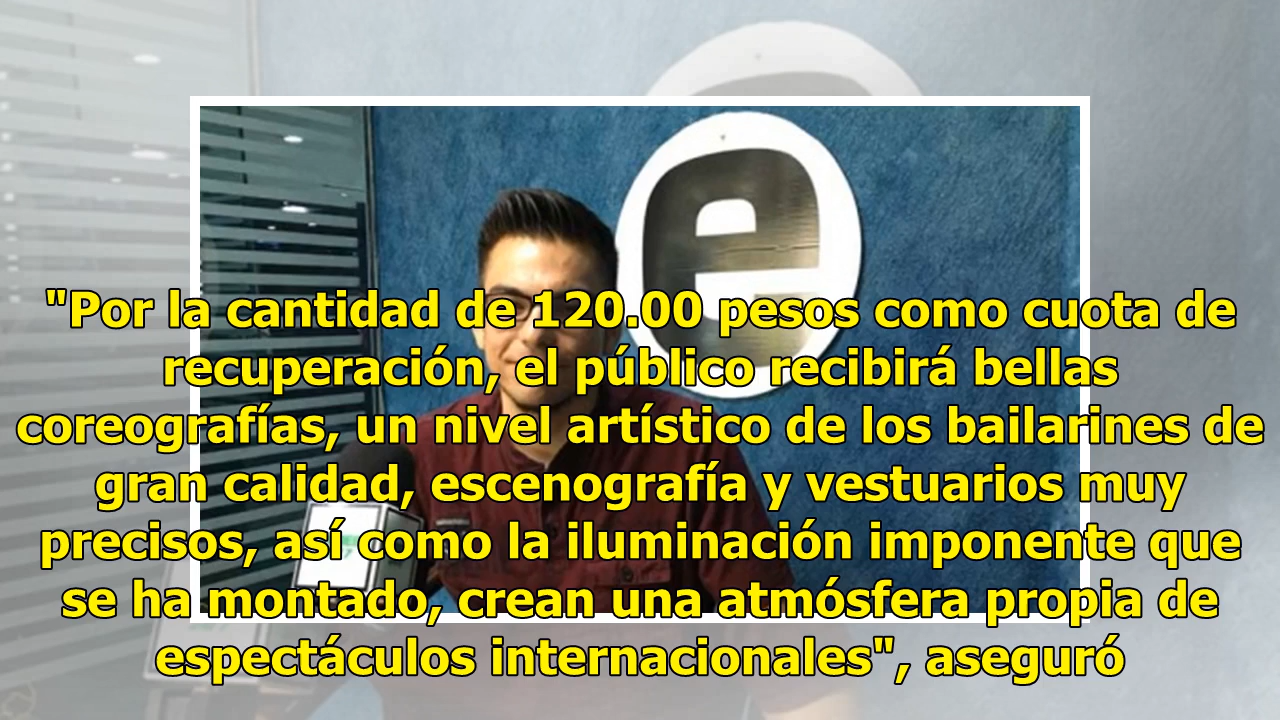 e
"Por la cantidad de 120.00 pesos como cuota de
recuperación, el público recibirá bellas
coreografías, un nivel artístico de los bailarines de
gran calidad, escenografía y vestuarios muy
precisos, así como la iluminación imponente que
se ha montado, crean una atmósfera propia de
espectáculos internacionales", aseguró